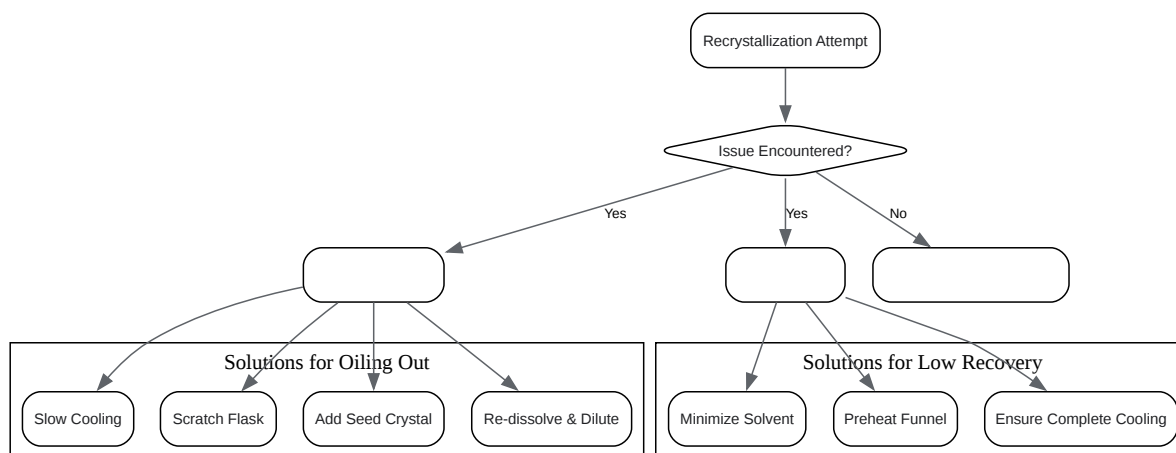 Recrystallization Attempt
Issue Encountered?
Yes
Yes
No
Solutions for Oiling Out
Solutions for Low Recovery
Slow Cooling
Scratch Flask
Add Seed Crystal
Re-dissolve & Dilute
Minimize Solvent
Preheat Funnel
Ensure Complete Cooling